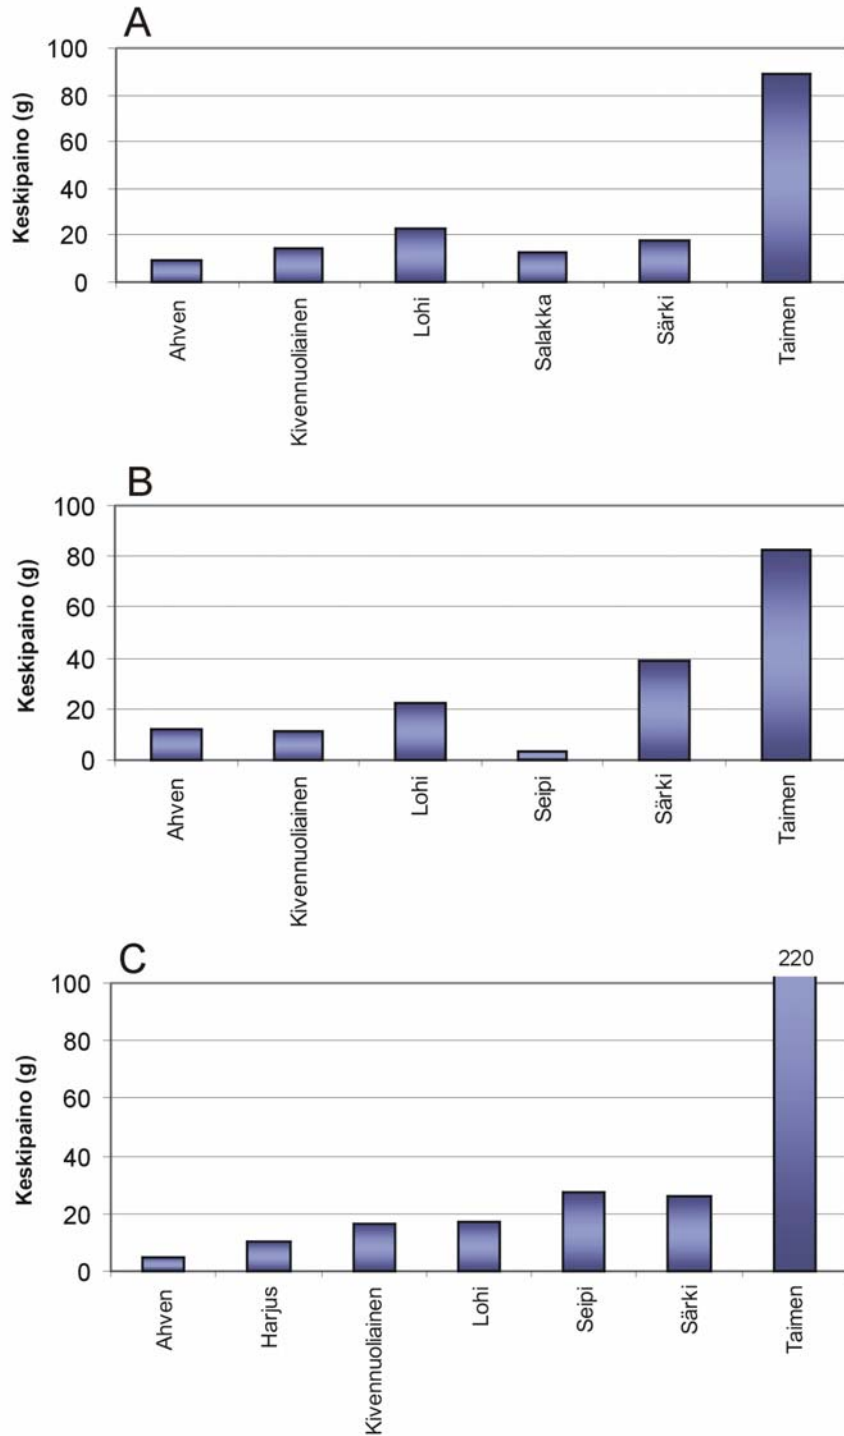 A
Keskipaino (g)
100
80
60
40
20
0
Ahven
Kivennuoliainen
Lohi
Salakka
Särki
Taimen
B
Keskipaino (g)
100
80
60
40
20
0
Ahven
Kivennuoliainen
Lohi
Seipi
Särki
Taimen
C
220
Keskipaino (g)
100
80
60
40
20
0
Ahven
Harjus
Kivennuoliainen
Lohi
Seipi
Särki
Taimen